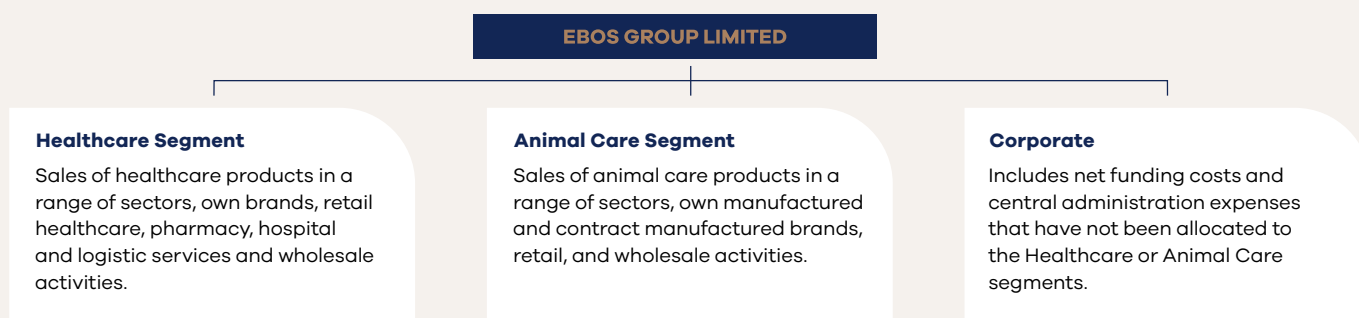 EBOS GROUP LIMITED
Healthcare Segment
Sales of healthcare products in a
range of sectors, own brands, retail
healthcare, pharmacy, hospital
and logistic services and wholesale
activities.
Animal Care Segment
Sales of animal care products in a
range of sectors, own manufactured
and contract manufactured brands,
retail, and wholesale activities.
Corporate
Includes net funding costs and
central administration expenses
that have not been allocated to
the Healthcare or Animal Care
segments.